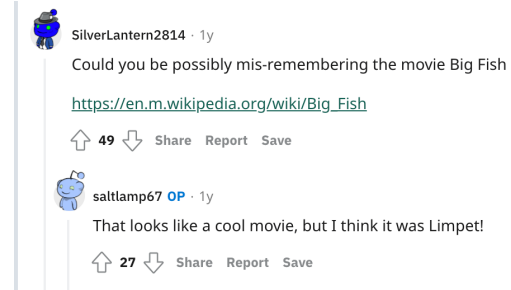 SilverLantern2814 · 1y
Could you be possibly mis-remembering the movie Big Fish
https://en.m.wikipedia.org/wiki/Big_Fish
49 Share Report Save
saltlamp67 OP · 1y
That looks like a cool movie, but I think it was Limpet!
27 Share Report Save